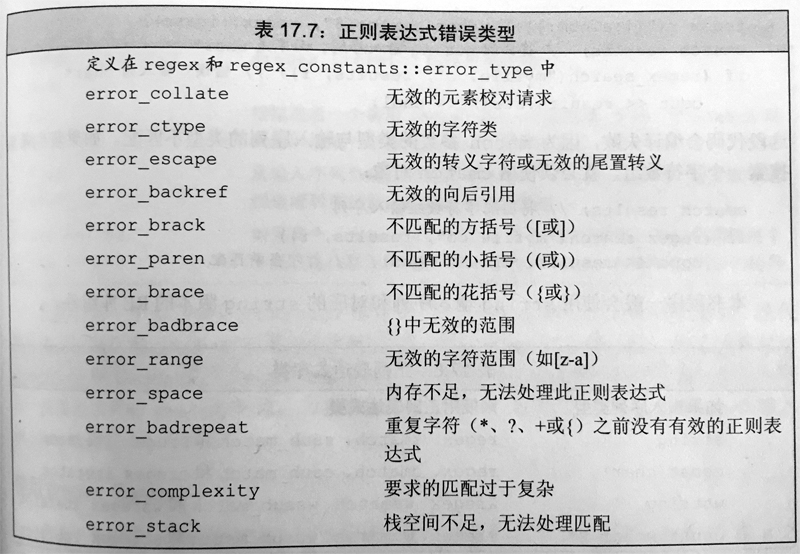 表 17.7：正则表达式错误类型
定义在 regex 和 regex_constants::error_type 中
error_collate 无效的元素校对请求
error_ctype 无效的字符类
error_escape 无效的转义字符或无效的尾置转义
error_backref 无效的向后引用
error_brack 不匹配的方括号（[或]）
error_paren 不匹配的小括号（(或)）
error_brace 不匹配的花括号（{或}）
error_badbrace {}中无效的范围
error_range 无效的字符范围（如[z-a]）
error_space 内存不足，无法处理此正则表达式
error_badrepeat 重复字符（*、?、+或{）之前没有有效的正则表
达式
error_complexity 要求的匹配过于复杂
error_stack 栈空间不足，无法处理匹配